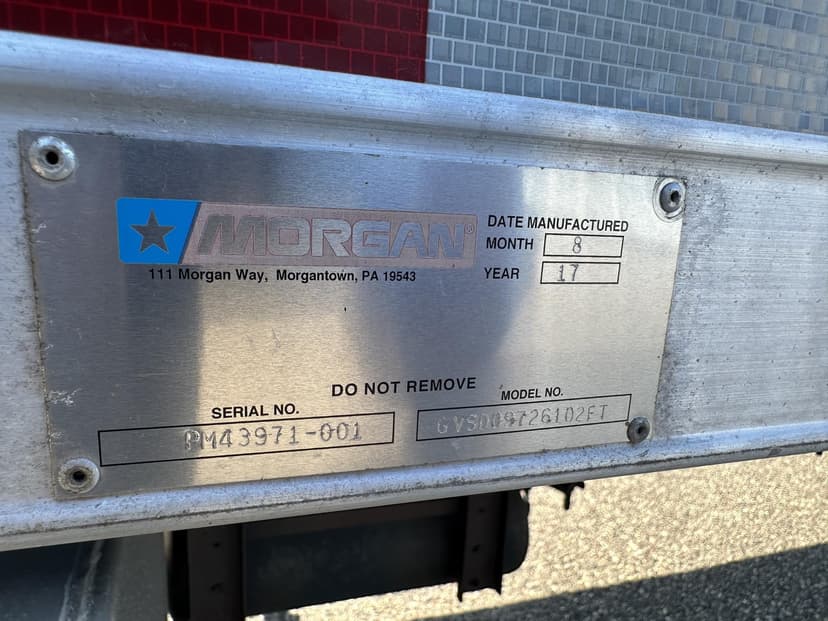 MORGAN®
111 Morgan Way, Morgantown, PA 19543
DATE MANUFACTURED
MONTH 8
YEAR 17
DO NOT REMOVE
SERIAL NO.
PM43971-001
MODEL NO.
GVSD09726102FT